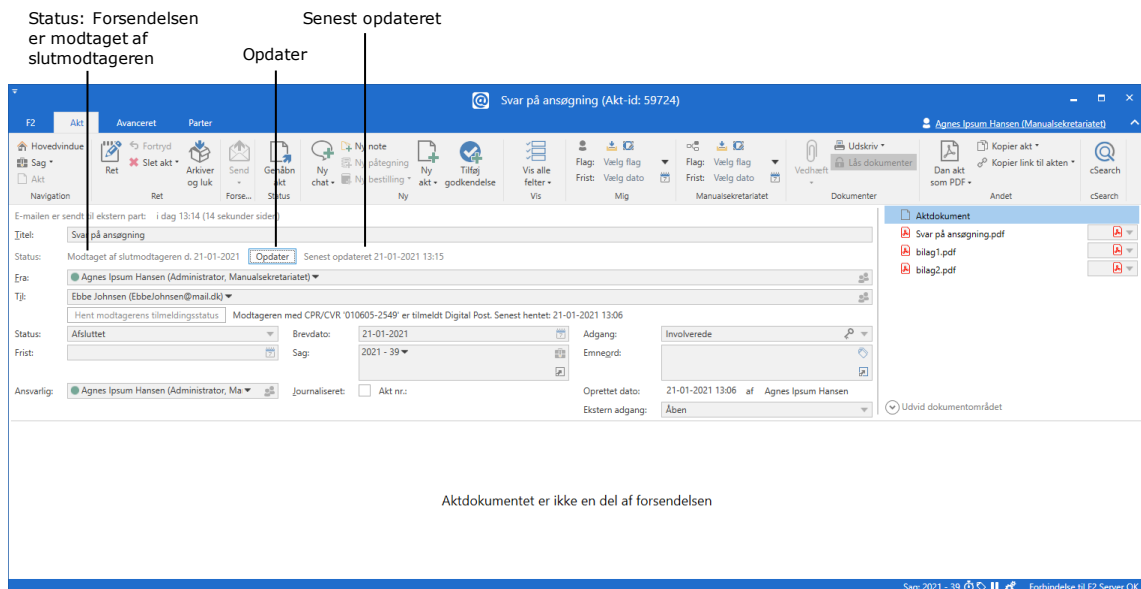 Status: Forsendelsen
er modtaget af
slutmodtageren
Opdater
Senest opdateret
Svar på ansøgning (Akt-id: 59724)
F2 Akt Avanceret Parter Agnes Ipsum Hansen (Manualsekretariatet)
Hovedvindue
Sag
Akt
Navigation
Ret
Fortryd
Slet akt
Arkiver
og luk
Ret
Send
Forse...
Genåbn
akt
Status
Ny
chat
Ny note
Ny påtegning
Ny bestilling
Ny
akt
Tilføj
godkendelse
Ny
Vis alle
felter
Vis
Flag: Vælg flag
Frist: Vælg dato
Mig
Flag: Vælg flag
Frist: Vælg dato
Manualsekretariatet
Vedhæft
Udskriv
Lås dokumenter
Dokumenter
Dan akt
som PDF
Kopier akt
Kopier link til akten
Andet
cSearch
cSearch
E-mailen er sendt til ekstern part: i dag 13:14 (14 sekunder siden)
Titel: Svar på ansøgning
Status: Modtaget af slutmodtageren d. 21-01-2021 Opdater Senest opdateret 21-01-2021 13:15
Fra: Agnes Ipsum Hansen (Administrator, Manualsekretariatet)
Til: Ebbe Johnsen (EbbeJohnsen@mail.dk)
Hent modtagerens tilmeldingsstatus Modtageren med CPR/CVR '010605-2549' er tilmeldt Digital Post. Senest hentet: 21-01-2021 13:06
Status: Afsluttet Brevdato: 21-01-2021 Adgang: Involverede
Frist: Sag: 2021 - 39 Emneord:
Ansvarlig: Agnes Ipsum Hansen (Administrator, Ma Journaliseret: Akt nr.: Oprettet dato: 21-01-2021 13:06 af Agnes Ipsum Hansen
Ekstern adgang: Åben
Aktdokument
Svar på ansøgning.pdf
bilag1.pdf
bilag2.pdf
Udvid dokumentområdet
Aktdokumentet er ikke en del af forsendelsen
Sag: 2021 - 39 Forbindelse til F2 Server OK